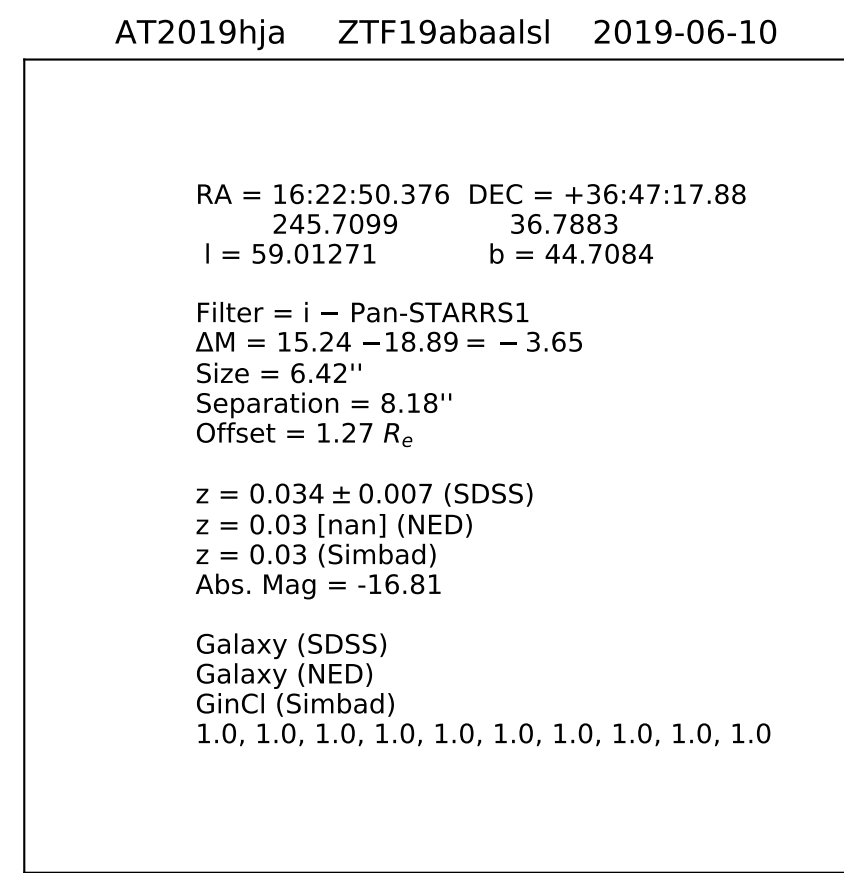 AT2019hja ZTF19abaalsl 2019-06-10
RA = 16:22:50.376 DEC = +36:47:17.88
245.7099 36.7883
l = 59.01271 b = 44.7084
Filter = i − Pan-STARRS1
ΔM = 15.24 −18.89 = − 3.65
Size = 6.42''
Separation = 8.18''
Offset = 1.27 Re
z = 0.034 ± 0.007 (SDSS)
z = 0.03 [nan] (NED)
z = 0.03 (Simbad)
Abs. Mag = -16.81
Galaxy (SDSS)
Galaxy (NED)
GinCl (Simbad)
1.0, 1.0, 1.0, 1.0, 1.0, 1.0, 1.0, 1.0, 1.0, 1.0